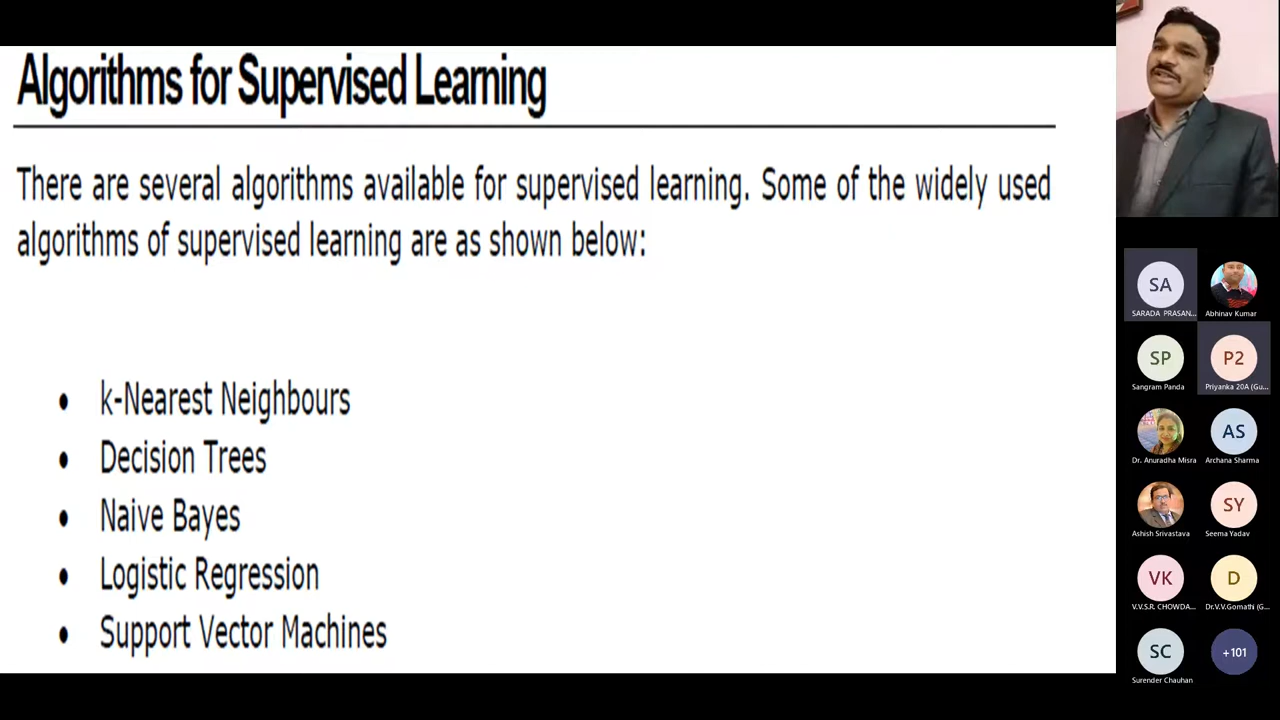 Algorithms for Supervised Learning
There are several algorithms available for supervised learning. Some of the widely used
algorithms of supervised learning are as shown below:
• k-Nearest Neighbours
• Decision Trees
• Naive Bayes
• Logistic Regression
• Support Vector Machines
SA
SARADA PRASAN...
Abhinav Kumar
SP
Sangram Panda
P2
Priyanka 20A (Gu...
Dr. Anuradha Misra
AS
Archana Sharma
Ashish Srivastava
SY
Seema Yadav
VK
V.V.S.R. CHOWDA...
D
Dr.V.V.Gomathi (G...
SC
Surender Chauhan
+101